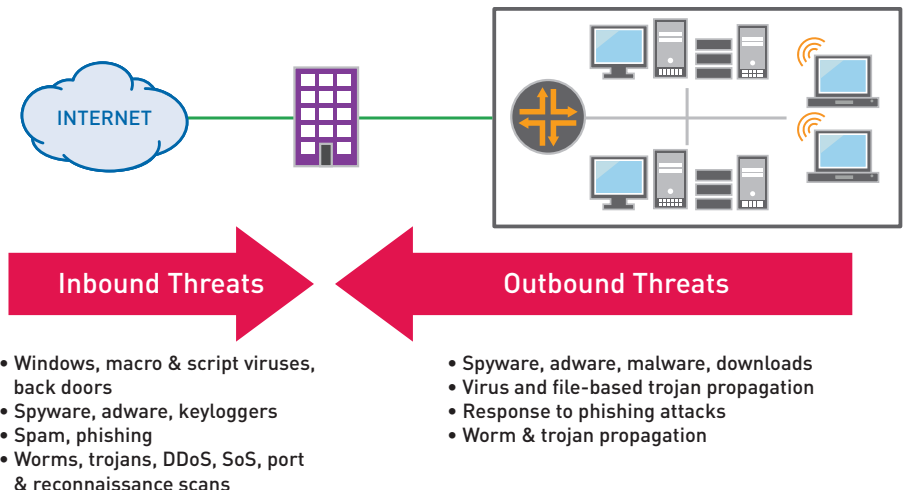 INTERNET
Inbound Threats
Outbound Threats
• Windows, macro & script viruses,
back doors
• Spyware, adware, keyloggers
• Spam, phishing
• Worms, trojans, DDoS, SoS, port
& reconnaissance scans
• Spyware, adware, malware, downloads
• Virus and file-based trojan propagation
• Response to phishing attacks
• Worm & trojan propagation